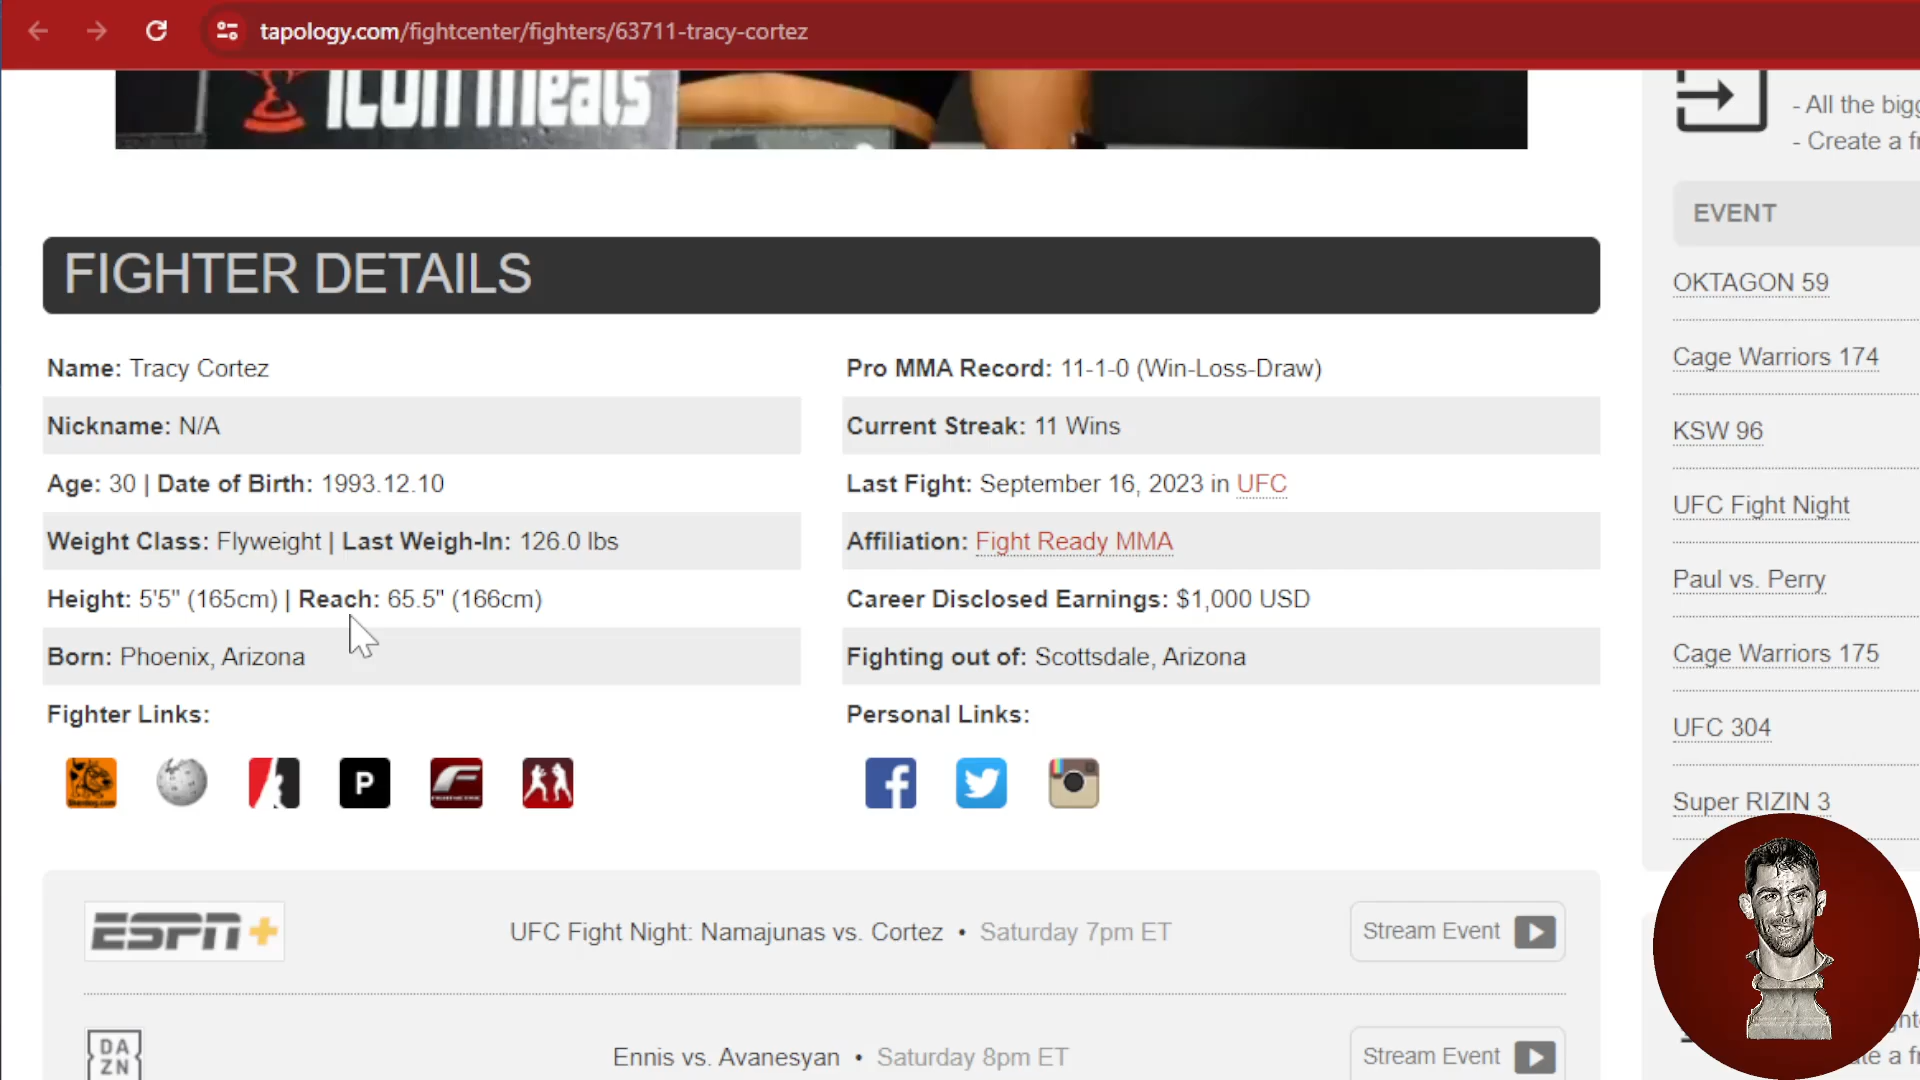 tapology.com/fightcenter/fighters/63711-tracy-cortez
icon meats
- All the bigg
- Create a fr
EVENT
FIGHTER DETAILS
OKTAGON 59
Name: Tracy Cortez
Pro MMA Record: 11-1-0 (Win-Loss-Draw)
Cage Warriors 174
Nickname: N/A
Current Streak: 11 Wins
KSW 96
Age: 30 | Date of Birth: 1993.12.10
Last Fight: September 16, 2023 in UFC
UFC Fight Night
Weight Class: Flyweight | Last Weigh-In: 126.0 lbs
Affiliation: Fight Ready MMA
Paul vs. Perry
Height: 5'5" (165cm) | Reach: 65.5" (166cm)
Career Disclosed Earnings: $1,000 USD
Born: Phoenix, Arizona
Fighting out of: Scottsdale, Arizona
Cage Warriors 175
Fighter Links:
Personal Links:
UFC 304
P
Super RIZIN 3
ESPN+
UFC Fight Night: Namajunas vs. Cortez • Saturday 7pm ET
Stream Event
DA
ZN
Ennis vs. Avanesyan • Saturday 8pm ET
Stream Event